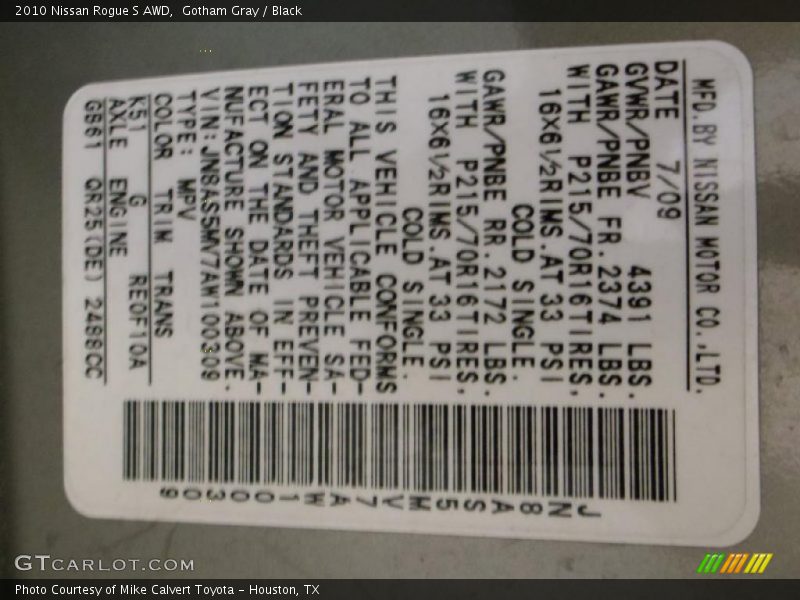 2010 Nissan Rogue S AWD,  Gotham Gray / Black
MFD.BY NISSAN MOTOR CO.,LTD.
DATE 7/09
GVWR/PNBV 4391 LBS.
GAWR/PNBE FR.2374 LBS.
WITH P215/70R16TIRES,
16X6½RIMS.AT 33 PSI
COLD SINGLE.
GAWR/PNBE RR.2172 LBS.
WITH P215/70R16TIRES,
16X6½RIMS.AT 33 PSI
COLD SINGLE.
THIS VEHICLE CONFORMS
TO ALL APPLICABLE FED-
ERAL MOTOR VEHICLE SA-
FETY AND THEFT PREVEN-
TION STANDARDS IN EFF-
ECT ON THE DATE OF MA-
NUFACTURE SHOWN ABOVE.
VIN:JN8AS5MV7AW100309
TYPE: MPV
COLOR TRIM TRANS
K51 G RE0F10A
AXLE ENGINE
GB61 QR25(DE) 2488CC
JN8AS5MV7AW100309
GTCARLOT.COM
Photo Courtesy of Mike Calvert Toyota – Houston, TX